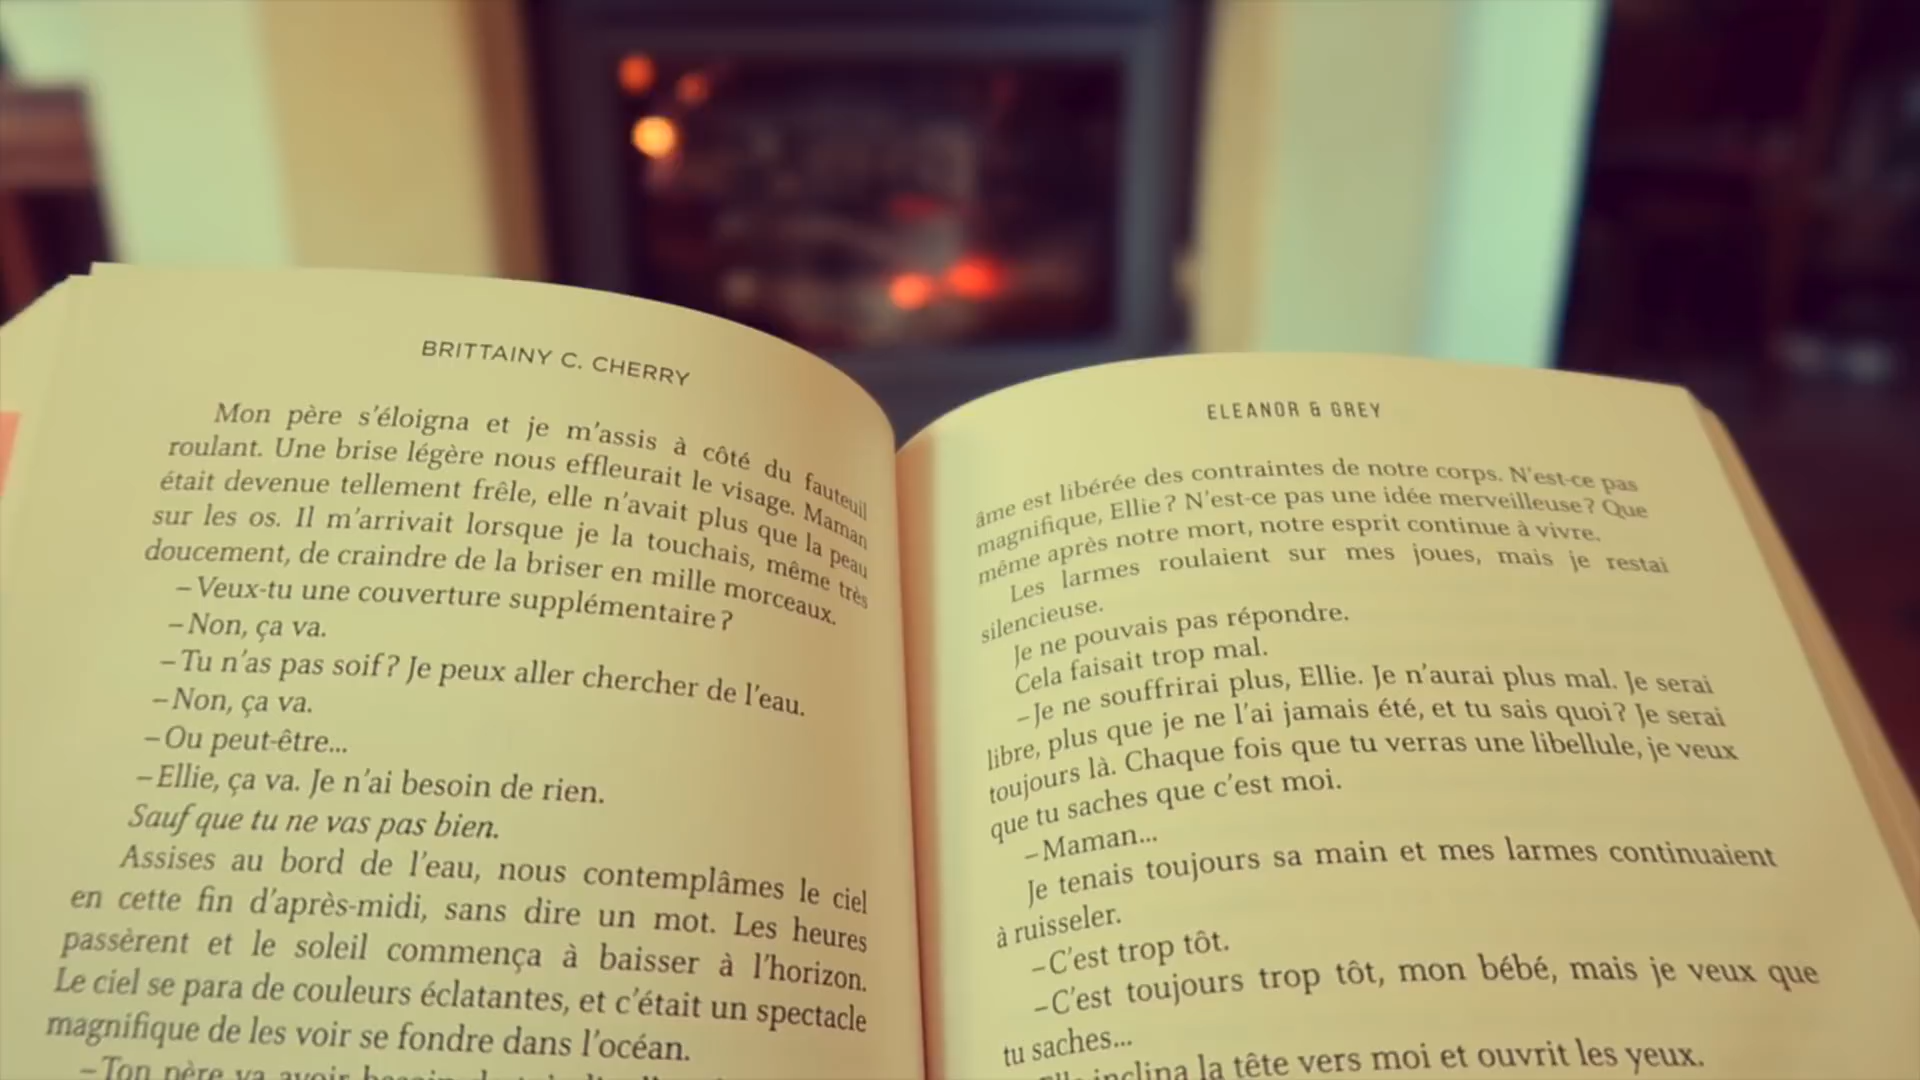 BRITTAINY C. CHERRY
Mon père s'éloigna et je m'assis à côté du fauteuil
roulant. Une brise légère nous effleurait le visage. Maman
était devenue tellement frêle, elle n'avait plus que la peau
sur les os. Il m'arrivait lorsque je la touchais, même très
doucement, de craindre de la briser en mille morceaux.
– Veux-tu une couverture supplémentaire ?
– Non, ça va.
– Tu n'as pas soif ? Je peux aller chercher de l'eau.
– Non, ça va.
– Ou peut-être...
– Ellie, ça va. Je n'ai besoin de rien.
Sauf que tu ne vas pas bien.
Assises au bord de l'eau, nous contemplâmes le ciel
en cette fin d'après-midi, sans dire un mot. Les heures
passèrent et le soleil commença à baisser à l'horizon.
Le ciel se para de couleurs éclatantes, et c'était un spectacle
magnifique de les voir se fondre dans l'océan.
– Ton père va avoir besoin
ELEANOR & GREY
âme est libérée des contraintes de notre corps. N'est-ce pas
magnifique, Ellie ? N'est-ce pas une idée merveilleuse ? Que
même après notre mort, notre esprit continue à vivre.
Les larmes roulaient sur mes joues, mais je restai
silencieuse.
Je ne pouvais pas répondre.
Cela faisait trop mal.
– Je ne souffrirai plus, Ellie. Je n'aurai plus mal. Je serai
libre, plus que je ne l'ai jamais été, et tu sais quoi ? Je serai
toujours là. Chaque fois que tu verras une libellule, je veux
que tu saches que c'est moi.
– Maman...
Je tenais toujours sa main et mes larmes continuaient
à ruisseler.
– C'est trop tôt.
– C'est toujours trop tôt, mon bébé, mais je veux que
tu saches...
Elle inclina la tête vers moi et ouvrit les yeux.